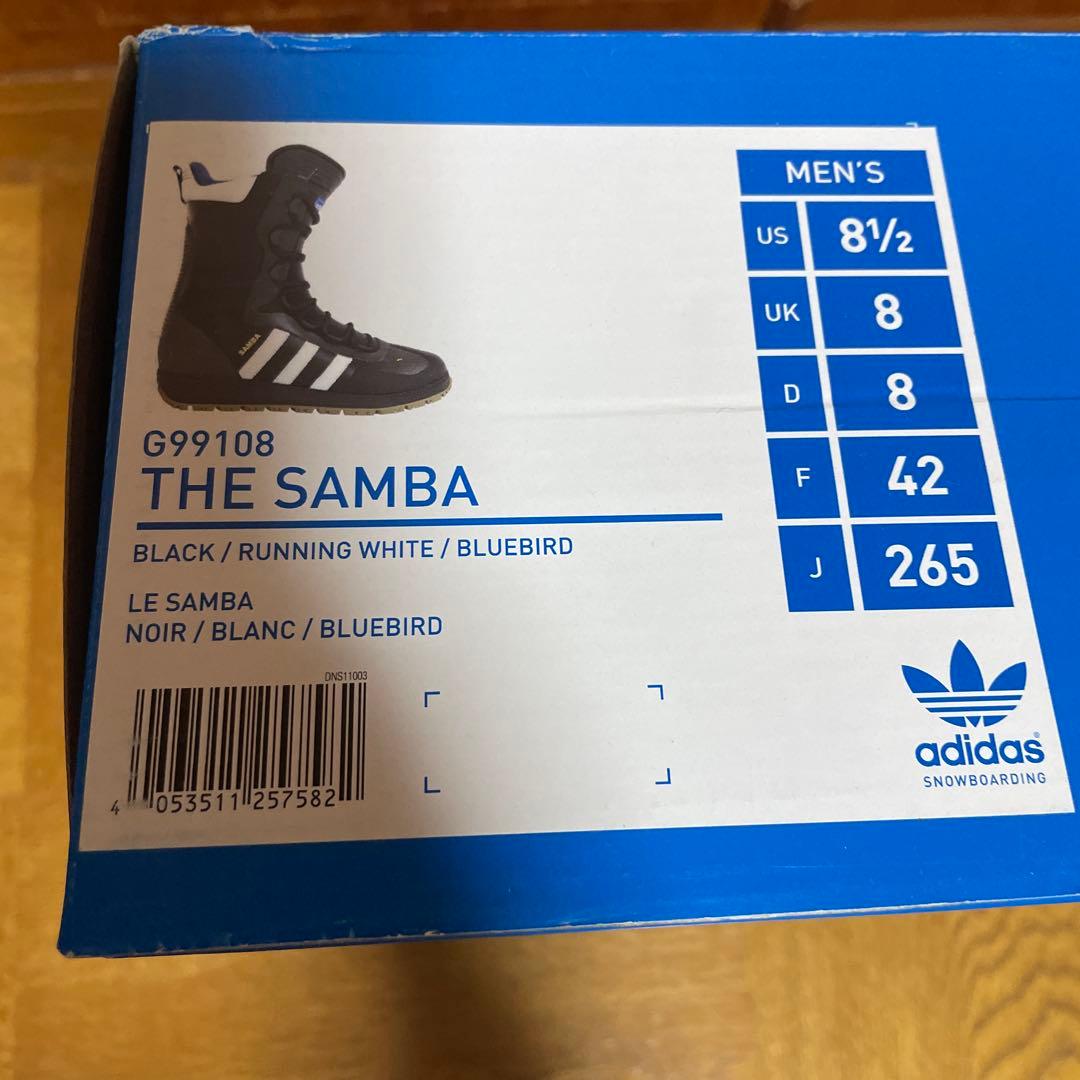 SAMBA
G99108
THE SAMBA
BLACK / RUNNING WHITE / BLUEBIRD
LE SAMBA
NOIR / BLANC / BLUEBIRD
DNS11003
4 053511 257582
MEN'S
US 8½
UK 8
D 8
F 42
J 265
adidas®
SNOWBOARDING